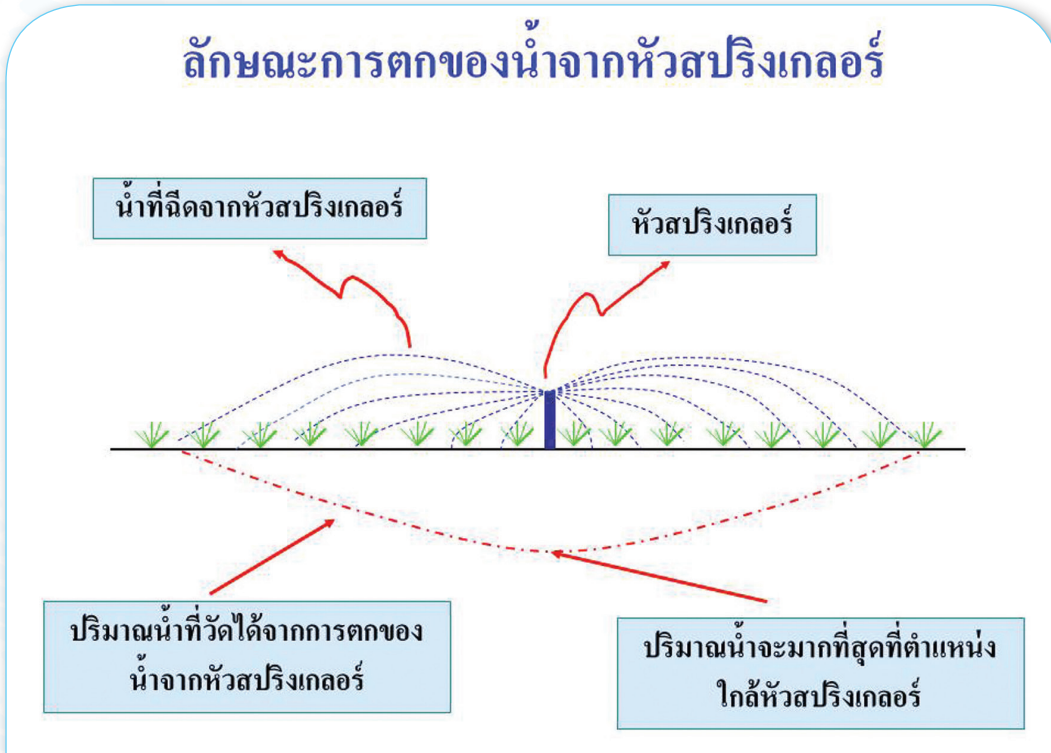 ลักษณะการตกของน้ำจากหัวสปริงเกลอร์
น้ำที่ฉีดจากหัวสปริงเกลอร์
หัวสปริงเกลอร์
ปริมาณน้ำที่วัดได้จากการตกของ
น้ำจากหัวสปริงเกลอร์
ปริมาณน้ำจะมากที่สุดที่ตำแหน่ง
ใกล้หัวสปริงเกลอร์